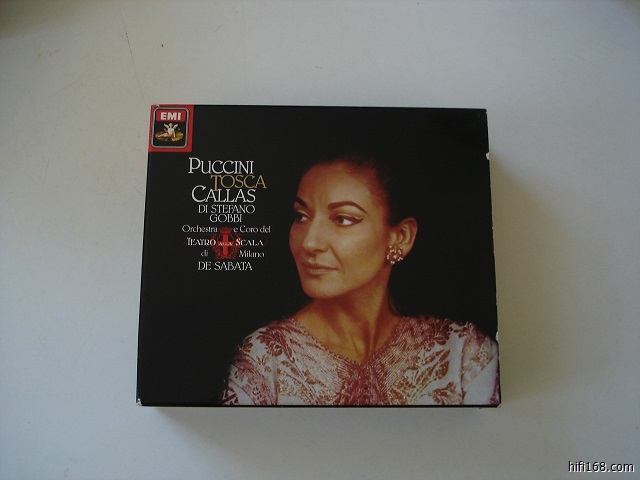 EMI
PUCCINI
TOSCA
CALLAS
DI STEFANO
GOBBI
Orchestra e Coro del
TEATRO ALLA SCALA
di Milano
DE SABATA
hifi168.com